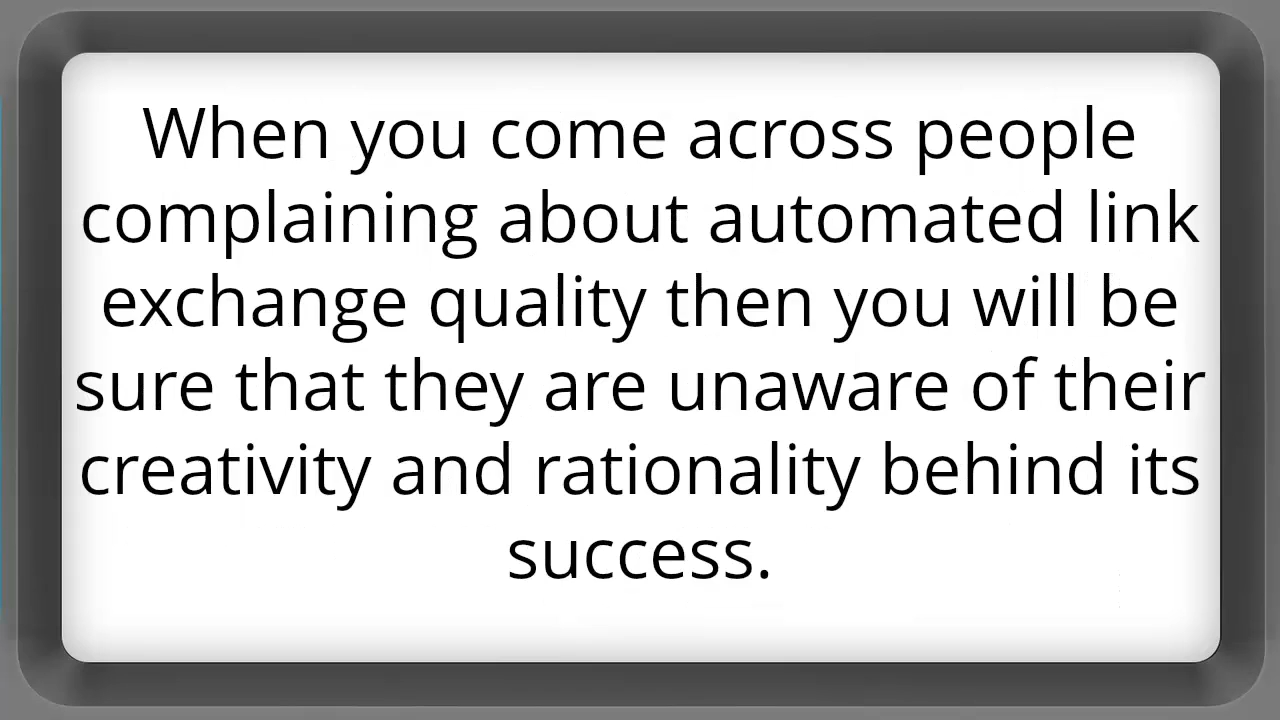 When you come across people
complaining about automated link
exchange quality then you will be
sure that they are unaware of their
creativity and rationality behind its
success.